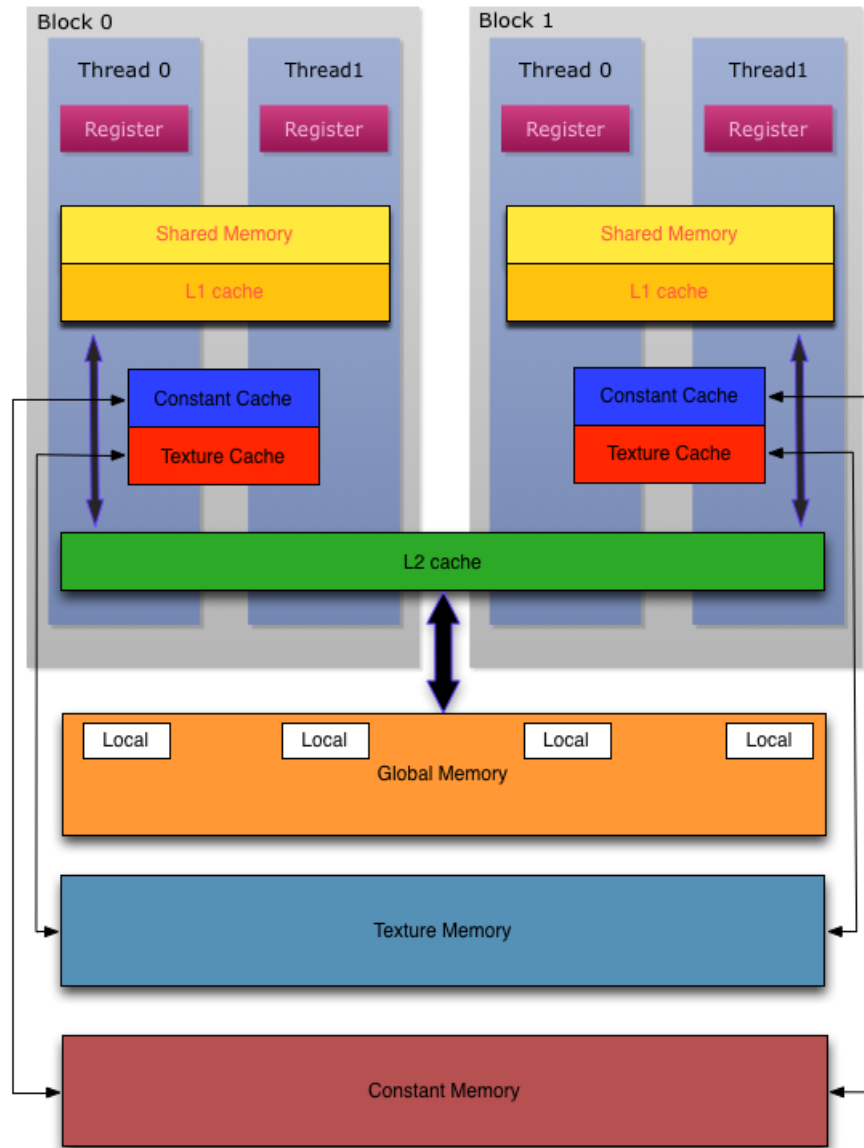 Block 0
Block 1
Thread 0
Thread1
Thread 0
Thread1
Register
Register
Register
Register
Shared Memory
Shared Memory
L1 cache
L1 cache
Constant Cache
Constant Cache
Texture Cache
Texture Cache
L2 cache
Local
Local
Local
Local
Global Memory
Texture Memory
Constant Memory